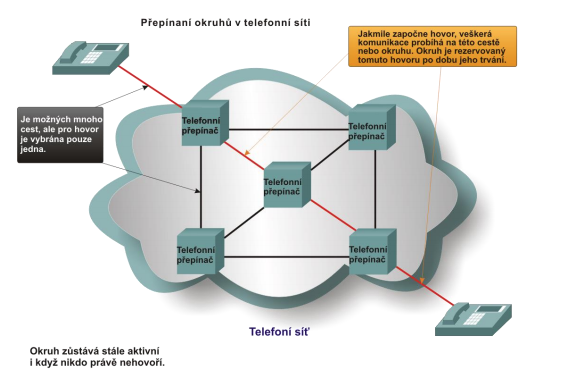 Přepínaní okruhů v telefonní síti
Jakmile započne hovor, veškerá
komunikace probíhá na této cestě
nebo okruhu. Okruh je rezervovaný
tomuto hovoru po dobu jeho trvání.
Je možných mnoho
cest, ale pro hovor
je vybrána pouze
jedna.
Telefonní
přepínač
Telefonní
přepínač
Telefonní
přepínač
Telefonní
přepínač
Telefonní
přepínač
Telefoní síť
Okruh zůstává stále aktivní
i když nikdo právě nehovoří.